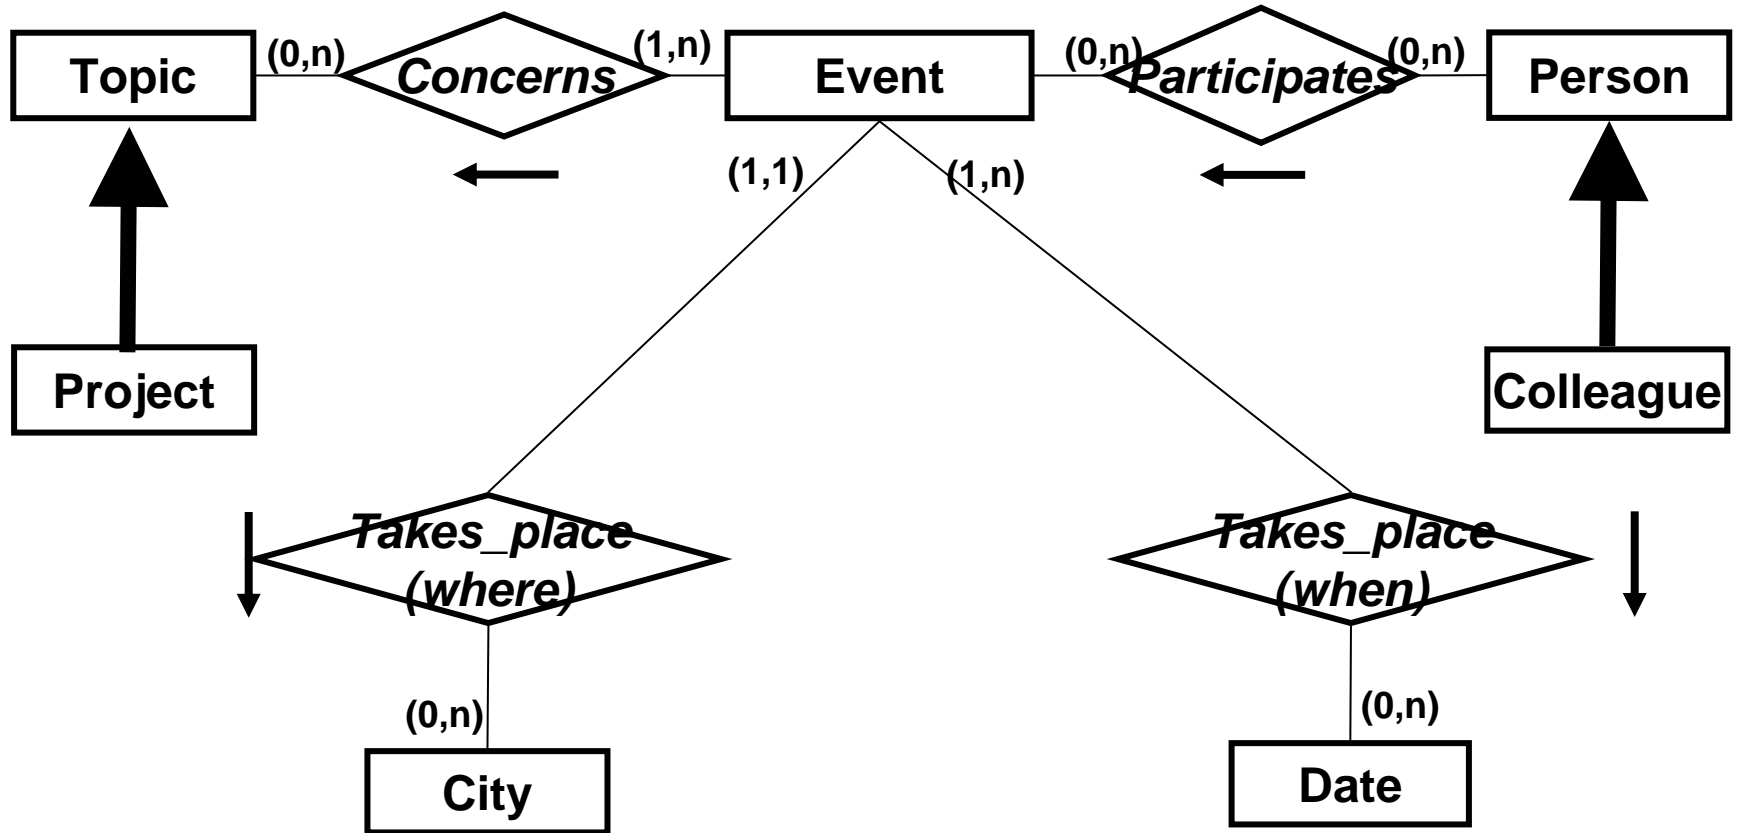 Topic
(0,n)
Concerns
(1,n)
Event
(0,n)
Participates
(0,n)
Person
(1,1)
(1,n)
Project
Colleague
Takes_place
(where)
Takes_place
(when)
(0,n)
(0,n)
City
Date